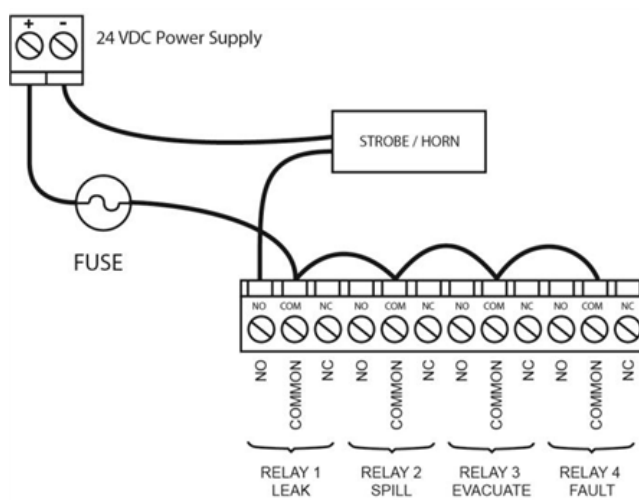 + -
24 VDC Power Supply
STROBE / HORN
FUSE
NO COM NC NO COM NC NO COM NC NO COM NC
NO COMMON NC NO COMMON NC NO COMMON NC NO COMMON NC
RELAY 1 RELAY 2 RELAY 3 RELAY 4
LEAK SPILL EVACUATE FAULT